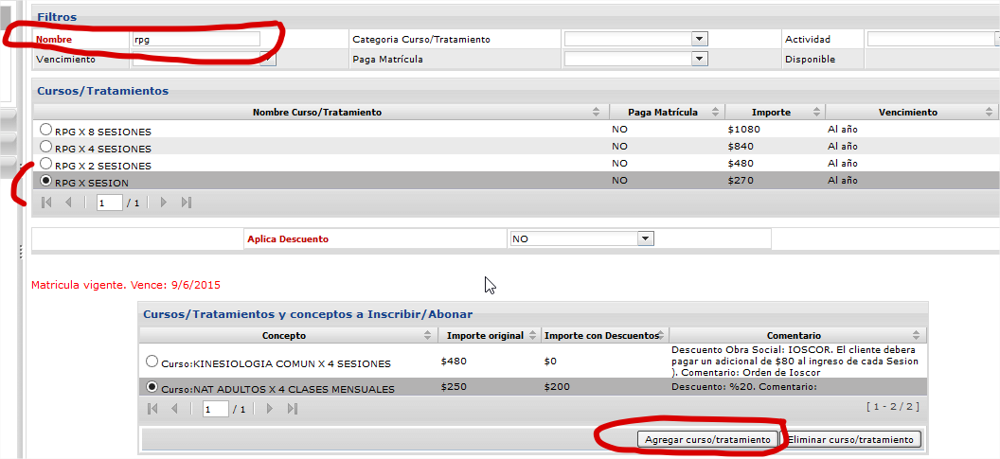 Filtros
Nombre rpg Categoria Curso/Tratamiento Actividad
Vencimiento Paga Matrícula Disponible
Cursos/Tratamientos
Nombre Curso/Tratamiento Paga Matrícula Importe Vencimiento
RPG X 8 SESIONES NO $1080 Al año
RPG X 4 SESIONES NO $840 Al año
RPG X 2 SESIONES NO $480 Al año
RPG X SESION NO $270 Al año
1 / 1
Aplica Descuento NO
Matricula vigente. Vence: 9/6/2015
Cursos/Tratamientos y conceptos a Inscribir/Abonar
Concepto Importe original Importe con Descuentos Comentario
Curso:KINESIOLOGIA COMUN X 4 SESIONES $480 $0 Descuento Obra Social: IOSCOR. El cliente debera
pagar un adicional de $80 al ingreso de cada Sesion
). Comentario: Orden de Ioscor
Curso:NAT ADULTOS X 4 CLASES MENSUALES $250 $200 Descuento: %20. Comentario:
1 / 1 [ 1 - 2 / 2 ]
Agregar curso/tratamiento Eliminar curso/tratamiento